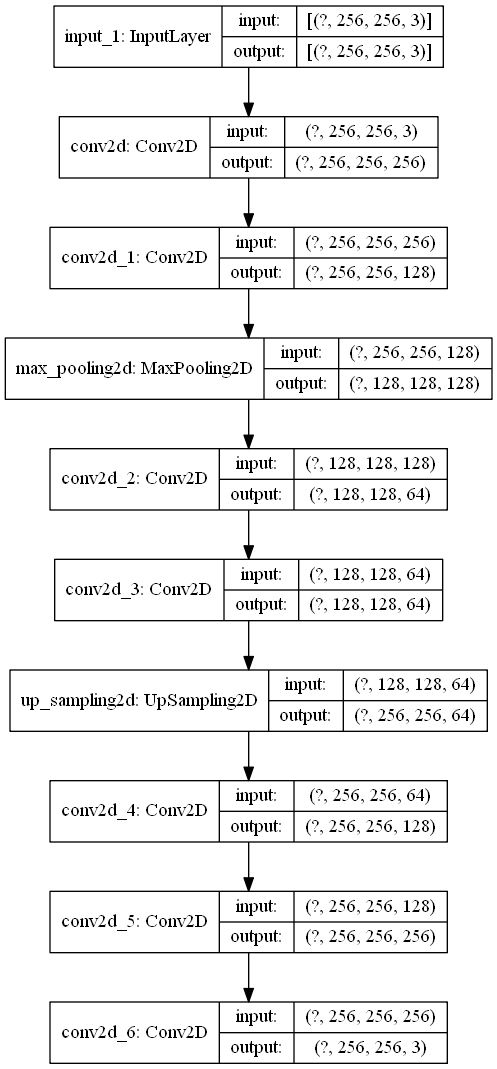 input_1: InputLayer
input: [(?, 256, 256, 3)]
output: [(?, 256, 256, 3)]
conv2d: Conv2D
input: (?, 256, 256, 3)
output: (?, 256, 256, 256)
conv2d_1: Conv2D
input: (?, 256, 256, 256)
output: (?, 256, 256, 128)
max_pooling2d: MaxPooling2D
input: (?, 256, 256, 128)
output: (?, 128, 128, 128)
conv2d_2: Conv2D
input: (?, 128, 128, 128)
output: (?, 128, 128, 64)
conv2d_3: Conv2D
input: (?, 128, 128, 64)
output: (?, 128, 128, 64)
up_sampling2d: UpSampling2D
input: (?, 128, 128, 64)
output: (?, 256, 256, 64)
conv2d_4: Conv2D
input: (?, 256, 256, 64)
output: (?, 256, 256, 128)
conv2d_5: Conv2D
input: (?, 256, 256, 128)
output: (?, 256, 256, 256)
conv2d_6: Conv2D
input: (?, 256, 256, 256)
output: (?, 256, 256, 3)